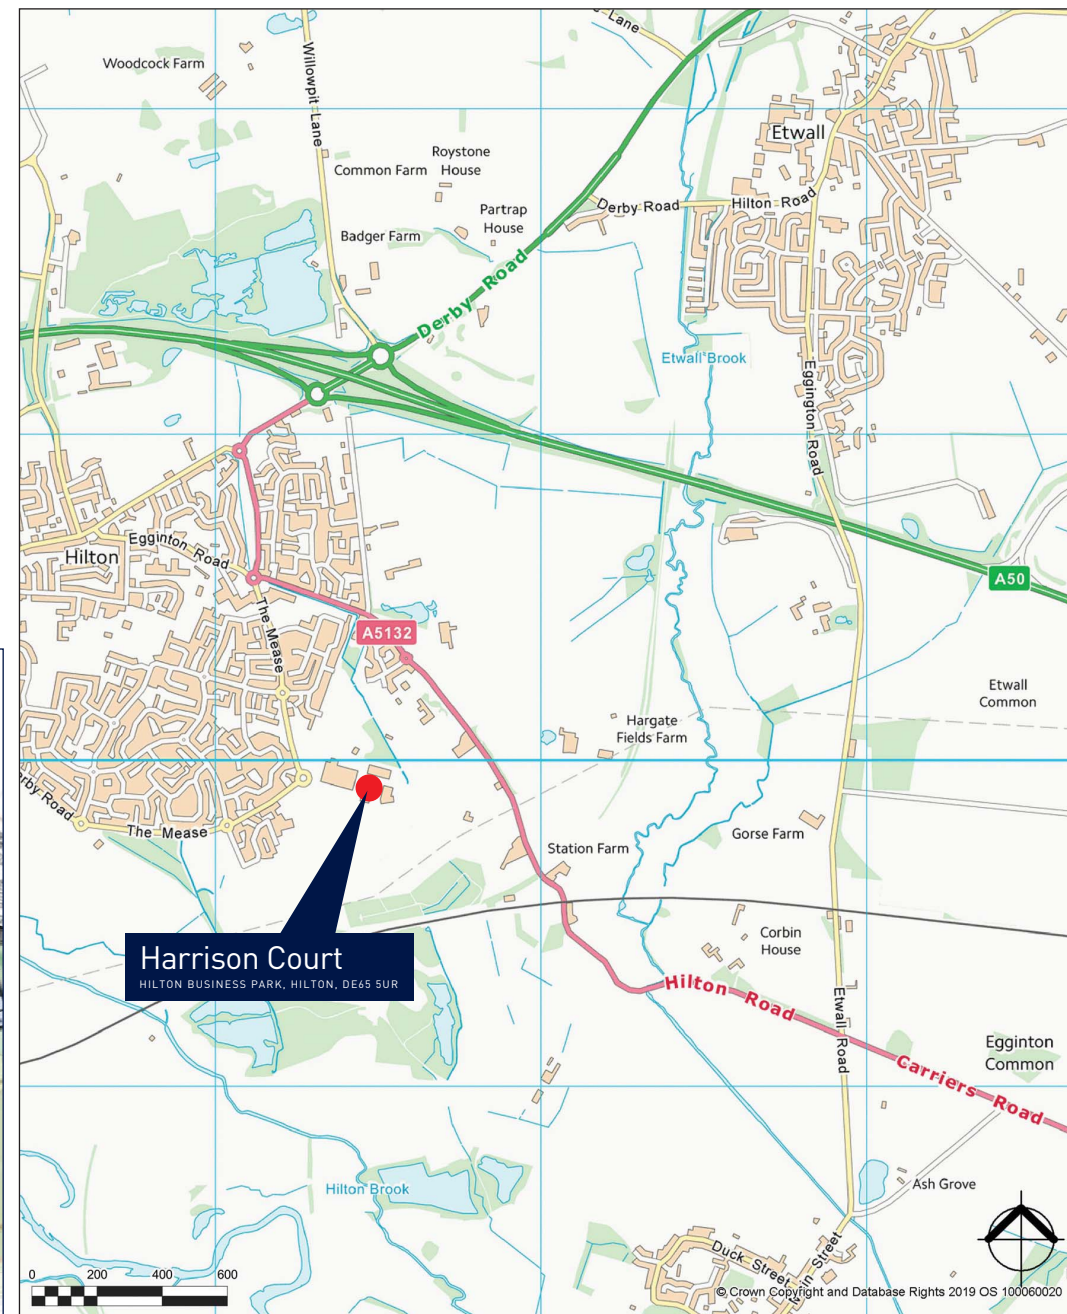 Lane
Woodcock Farm
Willowpit Lane
Etwall
Roystone
House
Common Farm
Derby Road
Hilton Road
Partrap
House
Badger Farm
Derby Road
Etwall Brook
Eggington Road
Egginton Road
Hilton
A50
The Mease
A5132
Etwall
Common
Hargate
Fields Farm
erby Road
The Mease
Gorse Farm
Station Farm
Corbin
House
Harrison Court
HILTON BUSINESS PARK, HILTON, DE65 5UR
Hilton Road
Etwall Road
Egginton
Common
Carriers Road
Hilton Brook
Ash Grove
Duck Street
in Street
0 200 400 600
© Crown Copyright and Database Rights 2019 OS 100060020